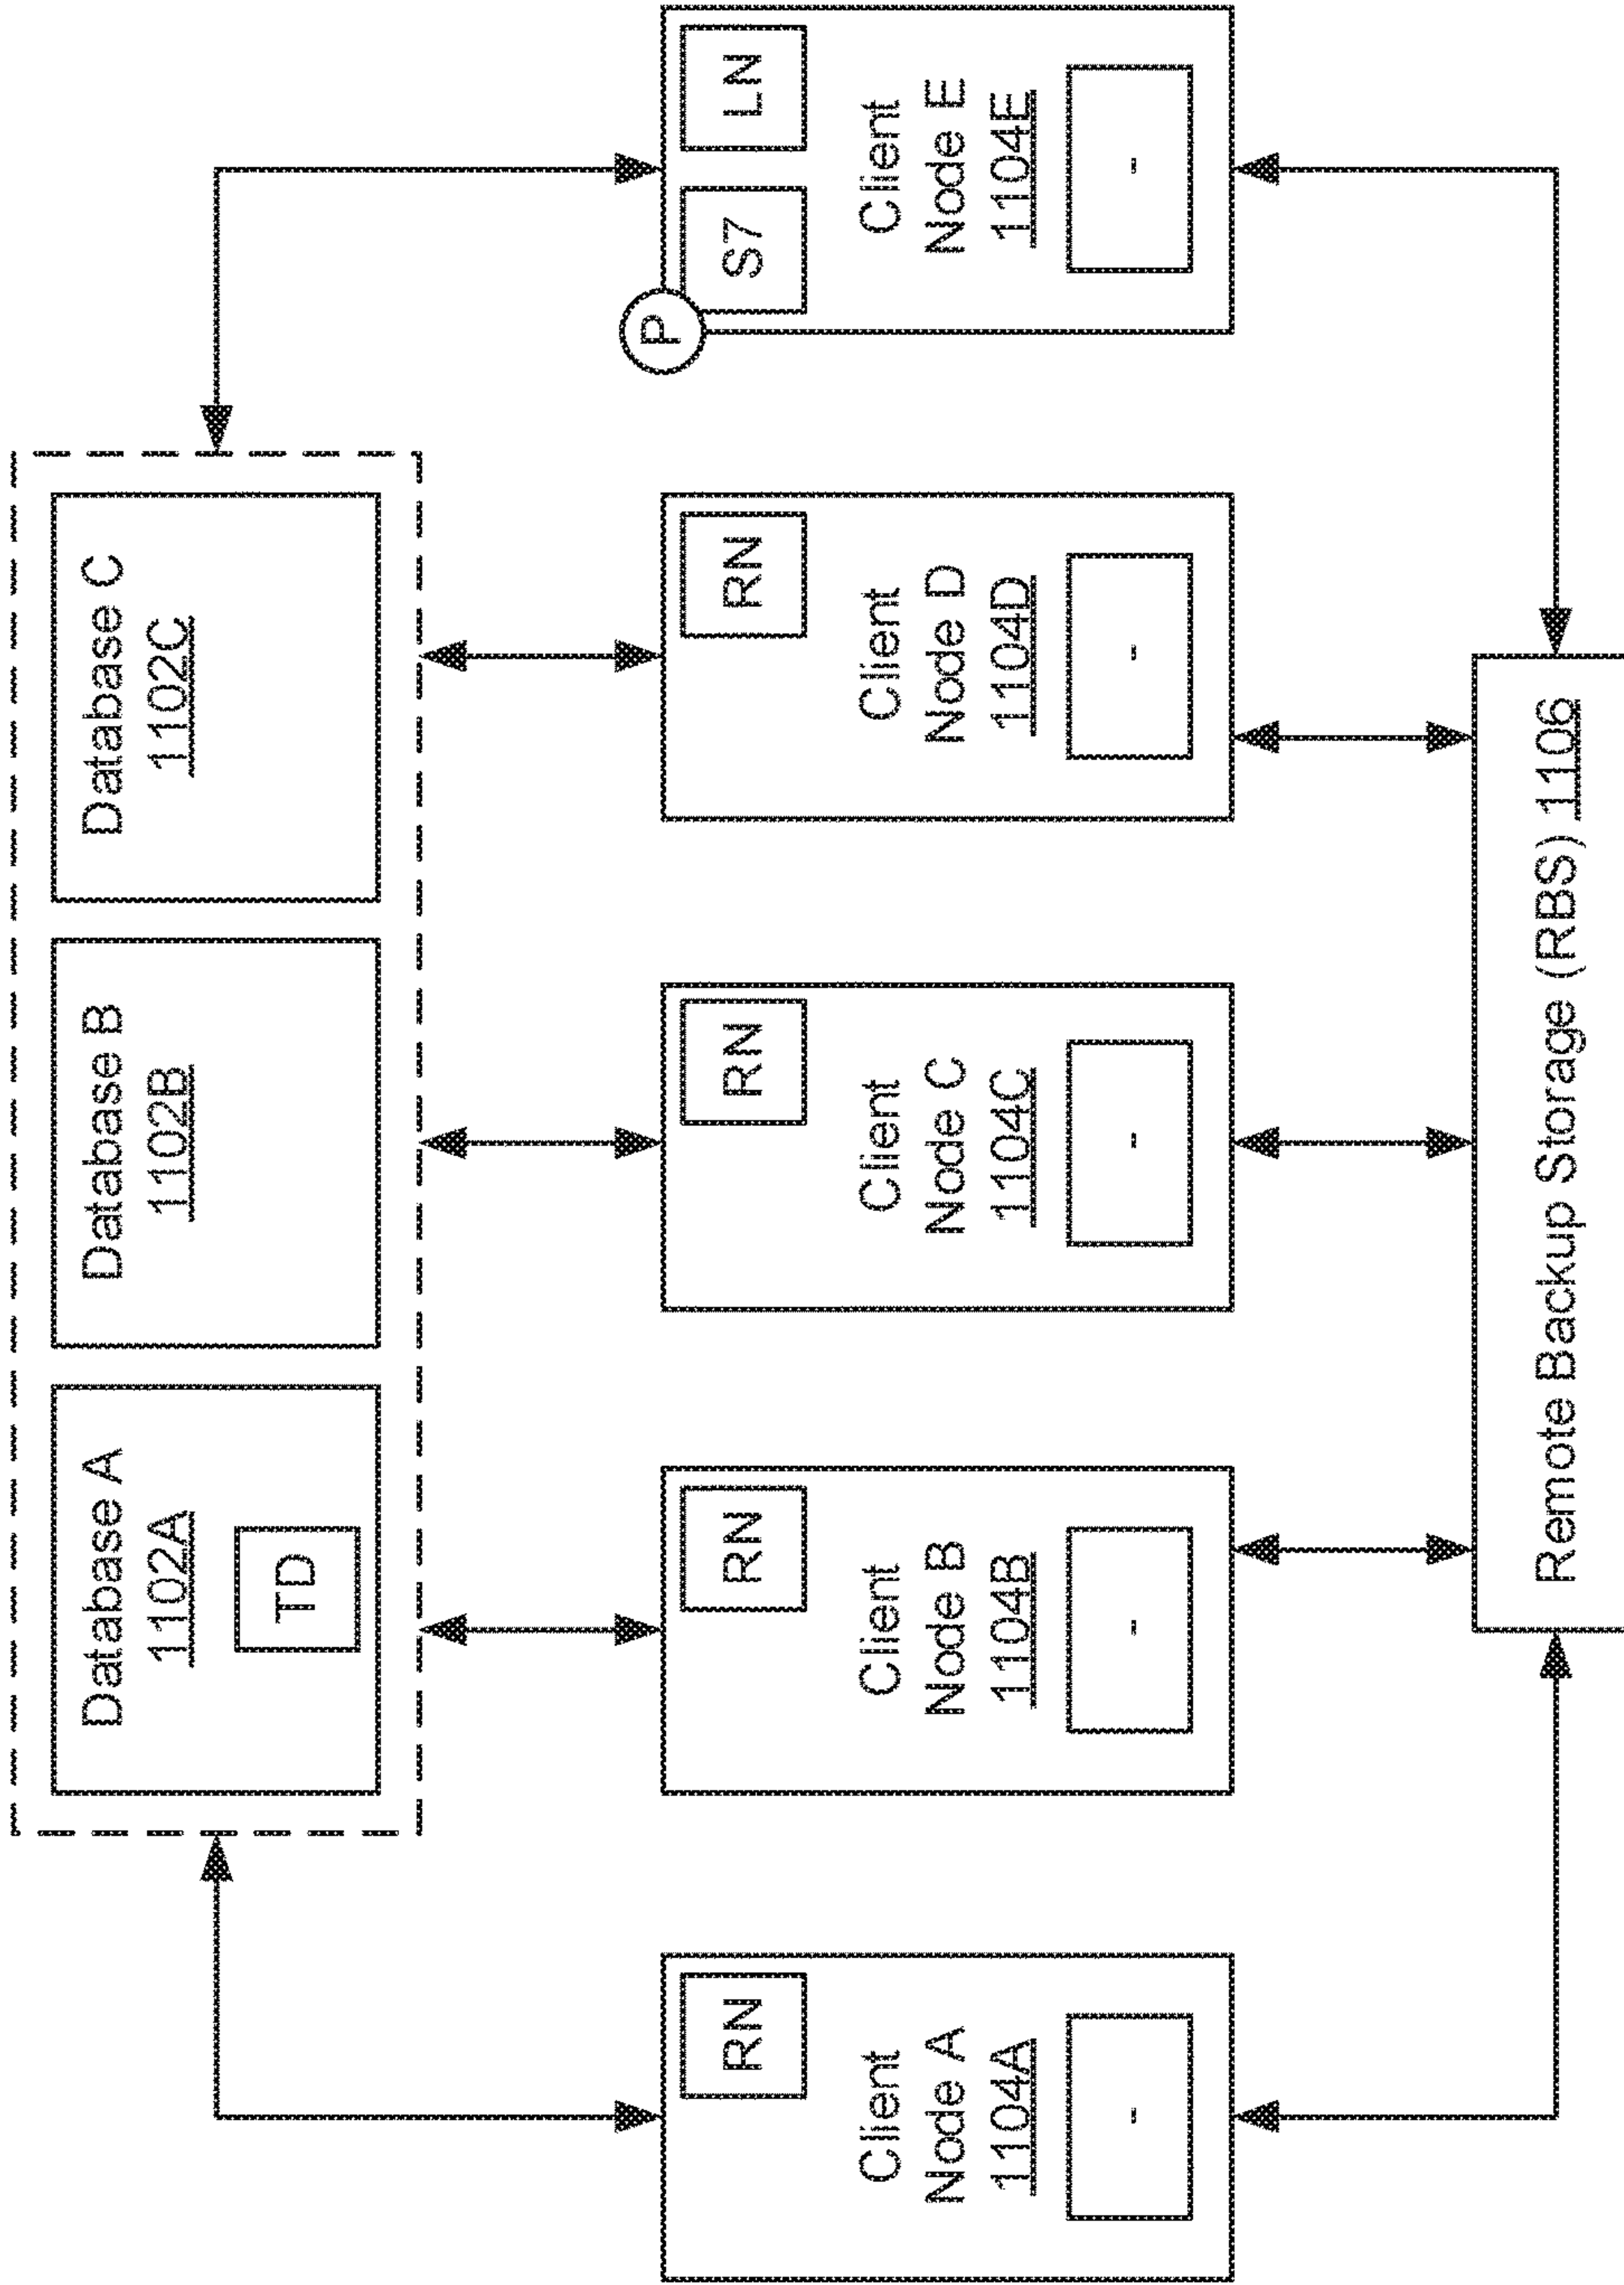 Database A
1102A
TD
Database B
1102B
Database C
1102C
RN
Client
Node A
1104A
-
RN
Client
Node B
1104B
-
RN
Client
Node C
1104C
-
RN
Client
Node D
1104D
-
P
S7
LN
Client
Node E
1104E
-
Remote Backup Storage (RBS) 1106